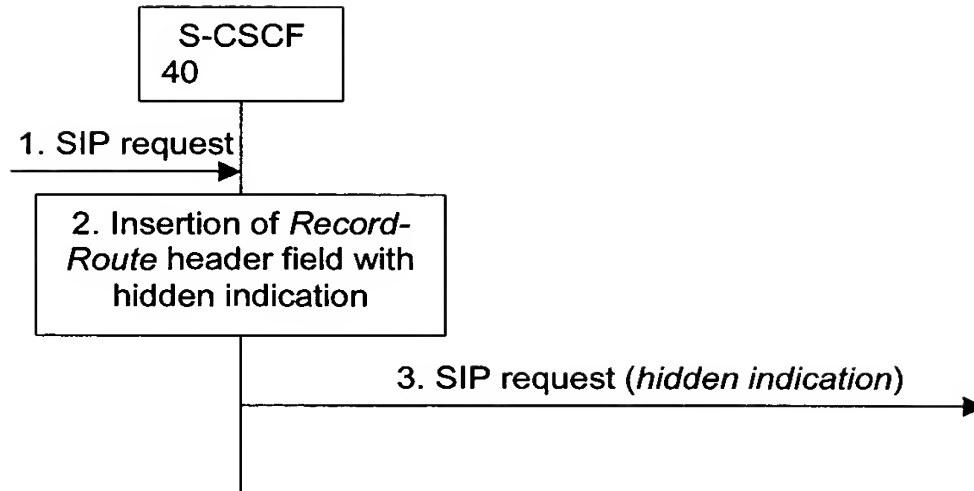 S-CSCF
40
1. SIP request
2. Insertion of Record-
Route header field with
hidden indication
3. SIP request (hidden indication)